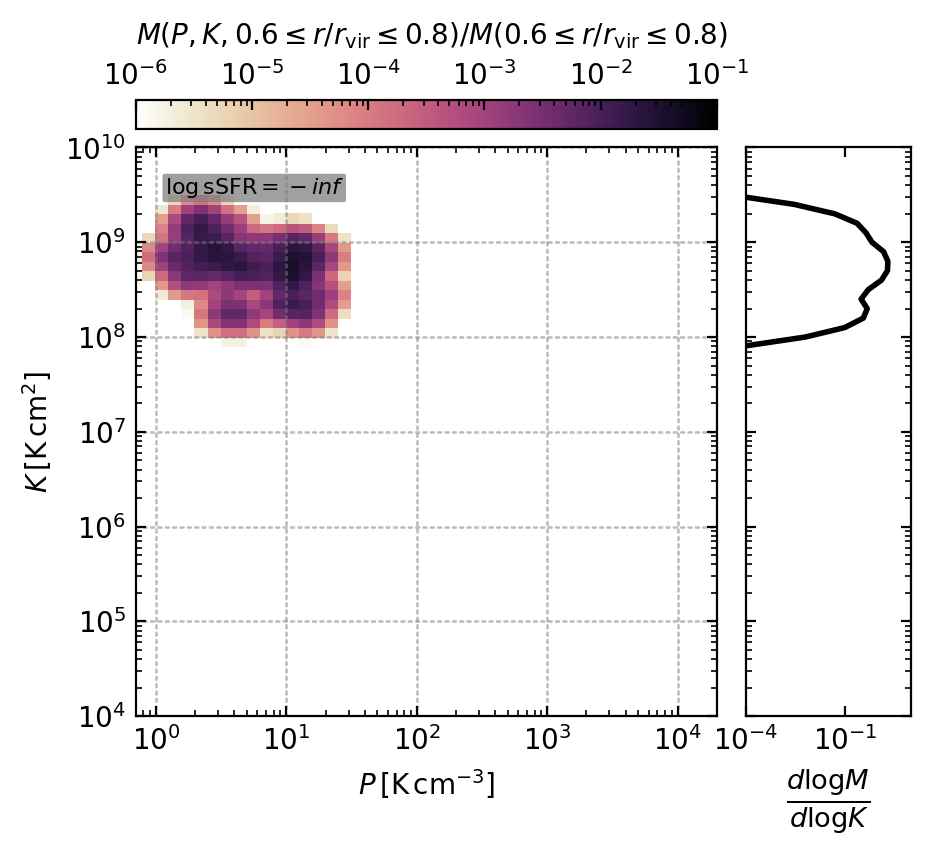 M(P, K, 0.6 ≤ r/r_vir ≤ 0.8)/M(0.6 ≤ r/r_vir ≤ 0.8)
10^−6 10^−5 10^−4 10^−3 10^−2 10^−1
10^10
log sSFR = −inf
10^9
10^8
10^7
10^6
10^5
10^4
K [K cm^2]
10^0 10^1 10^2 10^3 10^4 10^−4 10^−1
P [K cm^−3]
dlogM
dlogK